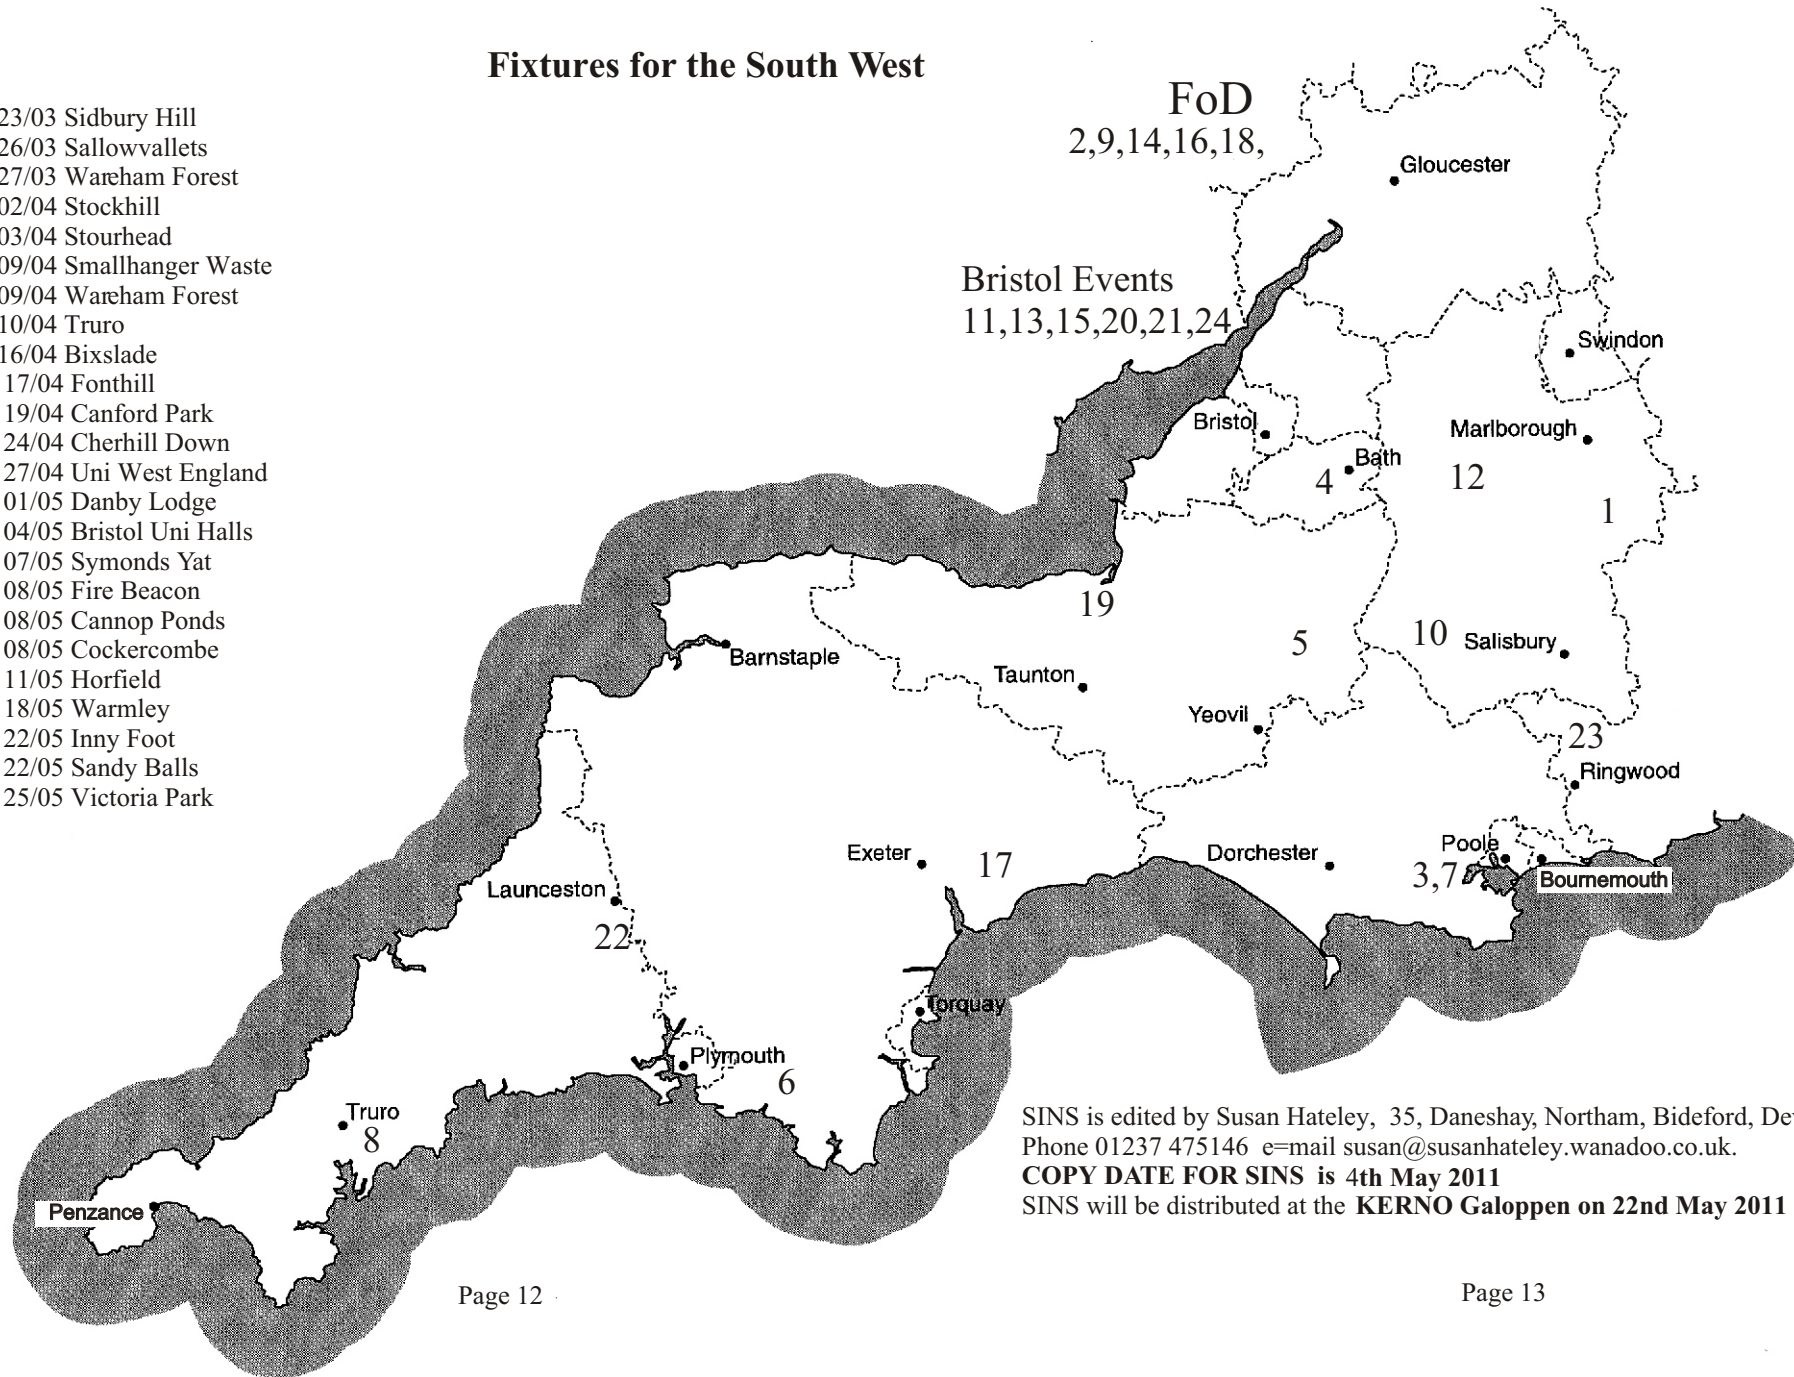 Fixtures for the South West
23/03 Sidbury Hill
26/03 Sallowvallets
27/03 Wareham Forest
02/04 Stockhill
03/04 Stourhead
09/04 Smallhanger Waste
09/04 Wareham Forest
10/04 Truro
16/04 Bixslade
17/04 Fonthill
19/04 Canford Park
24/04 Cherhill Down
27/04 Uni West England
01/05 Danby Lodge
04/05 Bristol Uni Halls
07/05 Symonds Yat
08/05 Fire Beacon
08/05 Cannop Ponds
08/05 Cockercombe
11/05 Horfield
18/05 Warmley
22/05 Inny Foot
22/05 Sandy Balls
25/05 Victoria Park
FoD
2,9,14,16,18,
Gloucester
Bristol Events
11,13,15,20,21,24
Swindon
Bristol
Marlborough
Bath
4
12
1
19
Barnstaple
5
10
Salisbury
Taunton
Yeovil
23
Ringwood
Exeter
17
Dorchester
Poole
3,7
Bournemouth
Launceston
22
Torquay
Plymouth
6
Truro
8
Penzance
SINS is edited by Susan Hateley, 35, Daneshay, Northam, Bideford,
Phone 01237 475146 e=mail susan@susanhateley.wanadoo.co.uk.
COPY DATE FOR SINS is 4th May 2011
SINS will be distributed at the KERNO Galoppen on 22nd May 2011
Page 12
Page 13